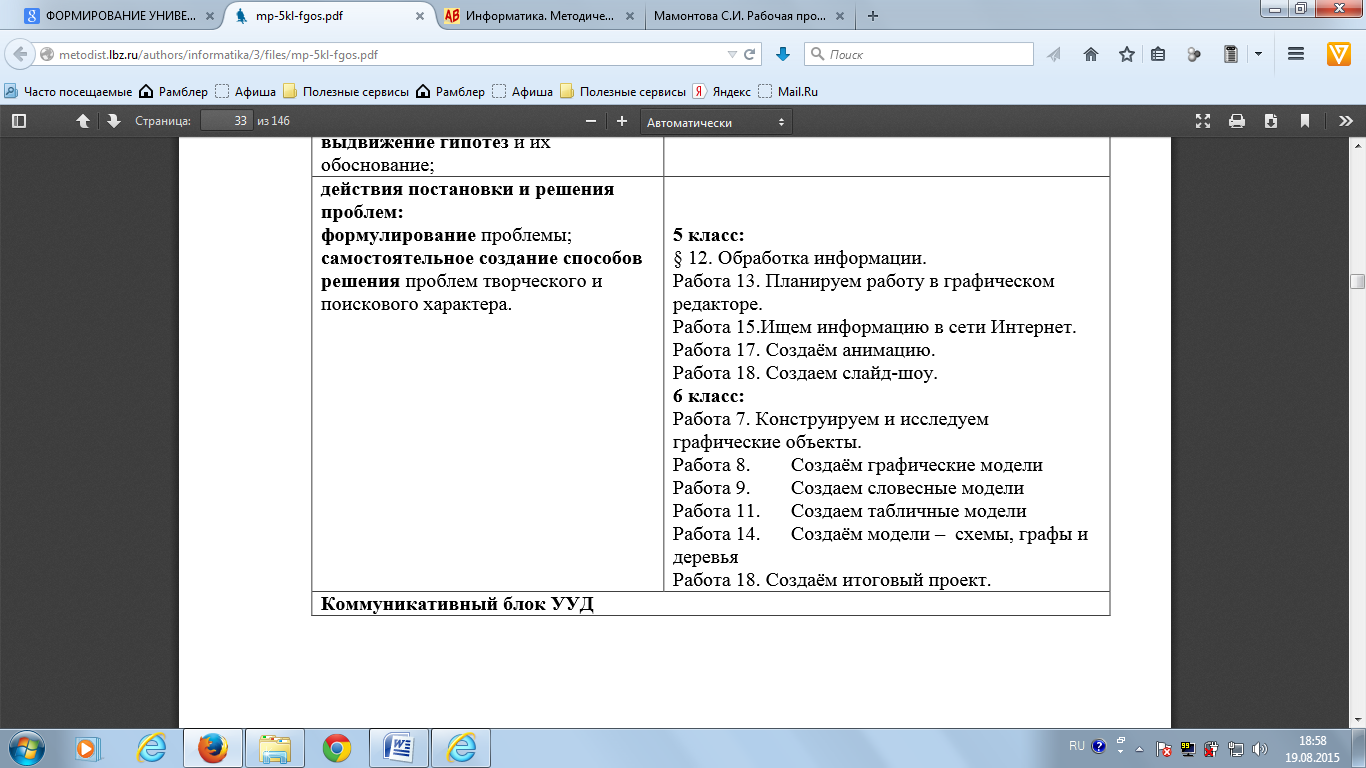 ФОРМИРОВАНИЕ УНИВЕ...
mp-5kl-fgos.pdf
Информатика. Методиче...
Мамонтова С.И. Рабочая про...
metodist.lbz.ru/authors/informatika/3/files/mp-5kl-fgos.pdf
Поиск
Часто посещаемые Рамблер Афиша Полезные сервисы Рамблер Афиша Полезные сервисы Яндекс Mail.Ru
Страница: 33 из 146
Автоматически
выдвижение гипотез и их
обоснование;
действия постановки и решения
проблем:
формулирование проблемы;
самостоятельное создание способов
решения проблем творческого и
поискового характера.
5 класс:
§ 12. Обработка информации.
Работа 13. Планируем работу в графическом
редакторе.
Работа 15.Ищем информацию в сети Интернет.
Работа 17. Создаём анимацию.
Работа 18. Создаем слайд-шоу.
6 класс:
Работа 7. Конструируем и исследуем
графические объекты.
Работа 8. Создаём графические модели
Работа 9. Создаем словесные модели
Работа 11. Создаем табличные модели
Работа 14. Создаём модели – схемы, графы и
деревья
Работа 18. Создаём итоговый проект.
Коммуникативный блок УУД
RU
18:58
19.08.2015